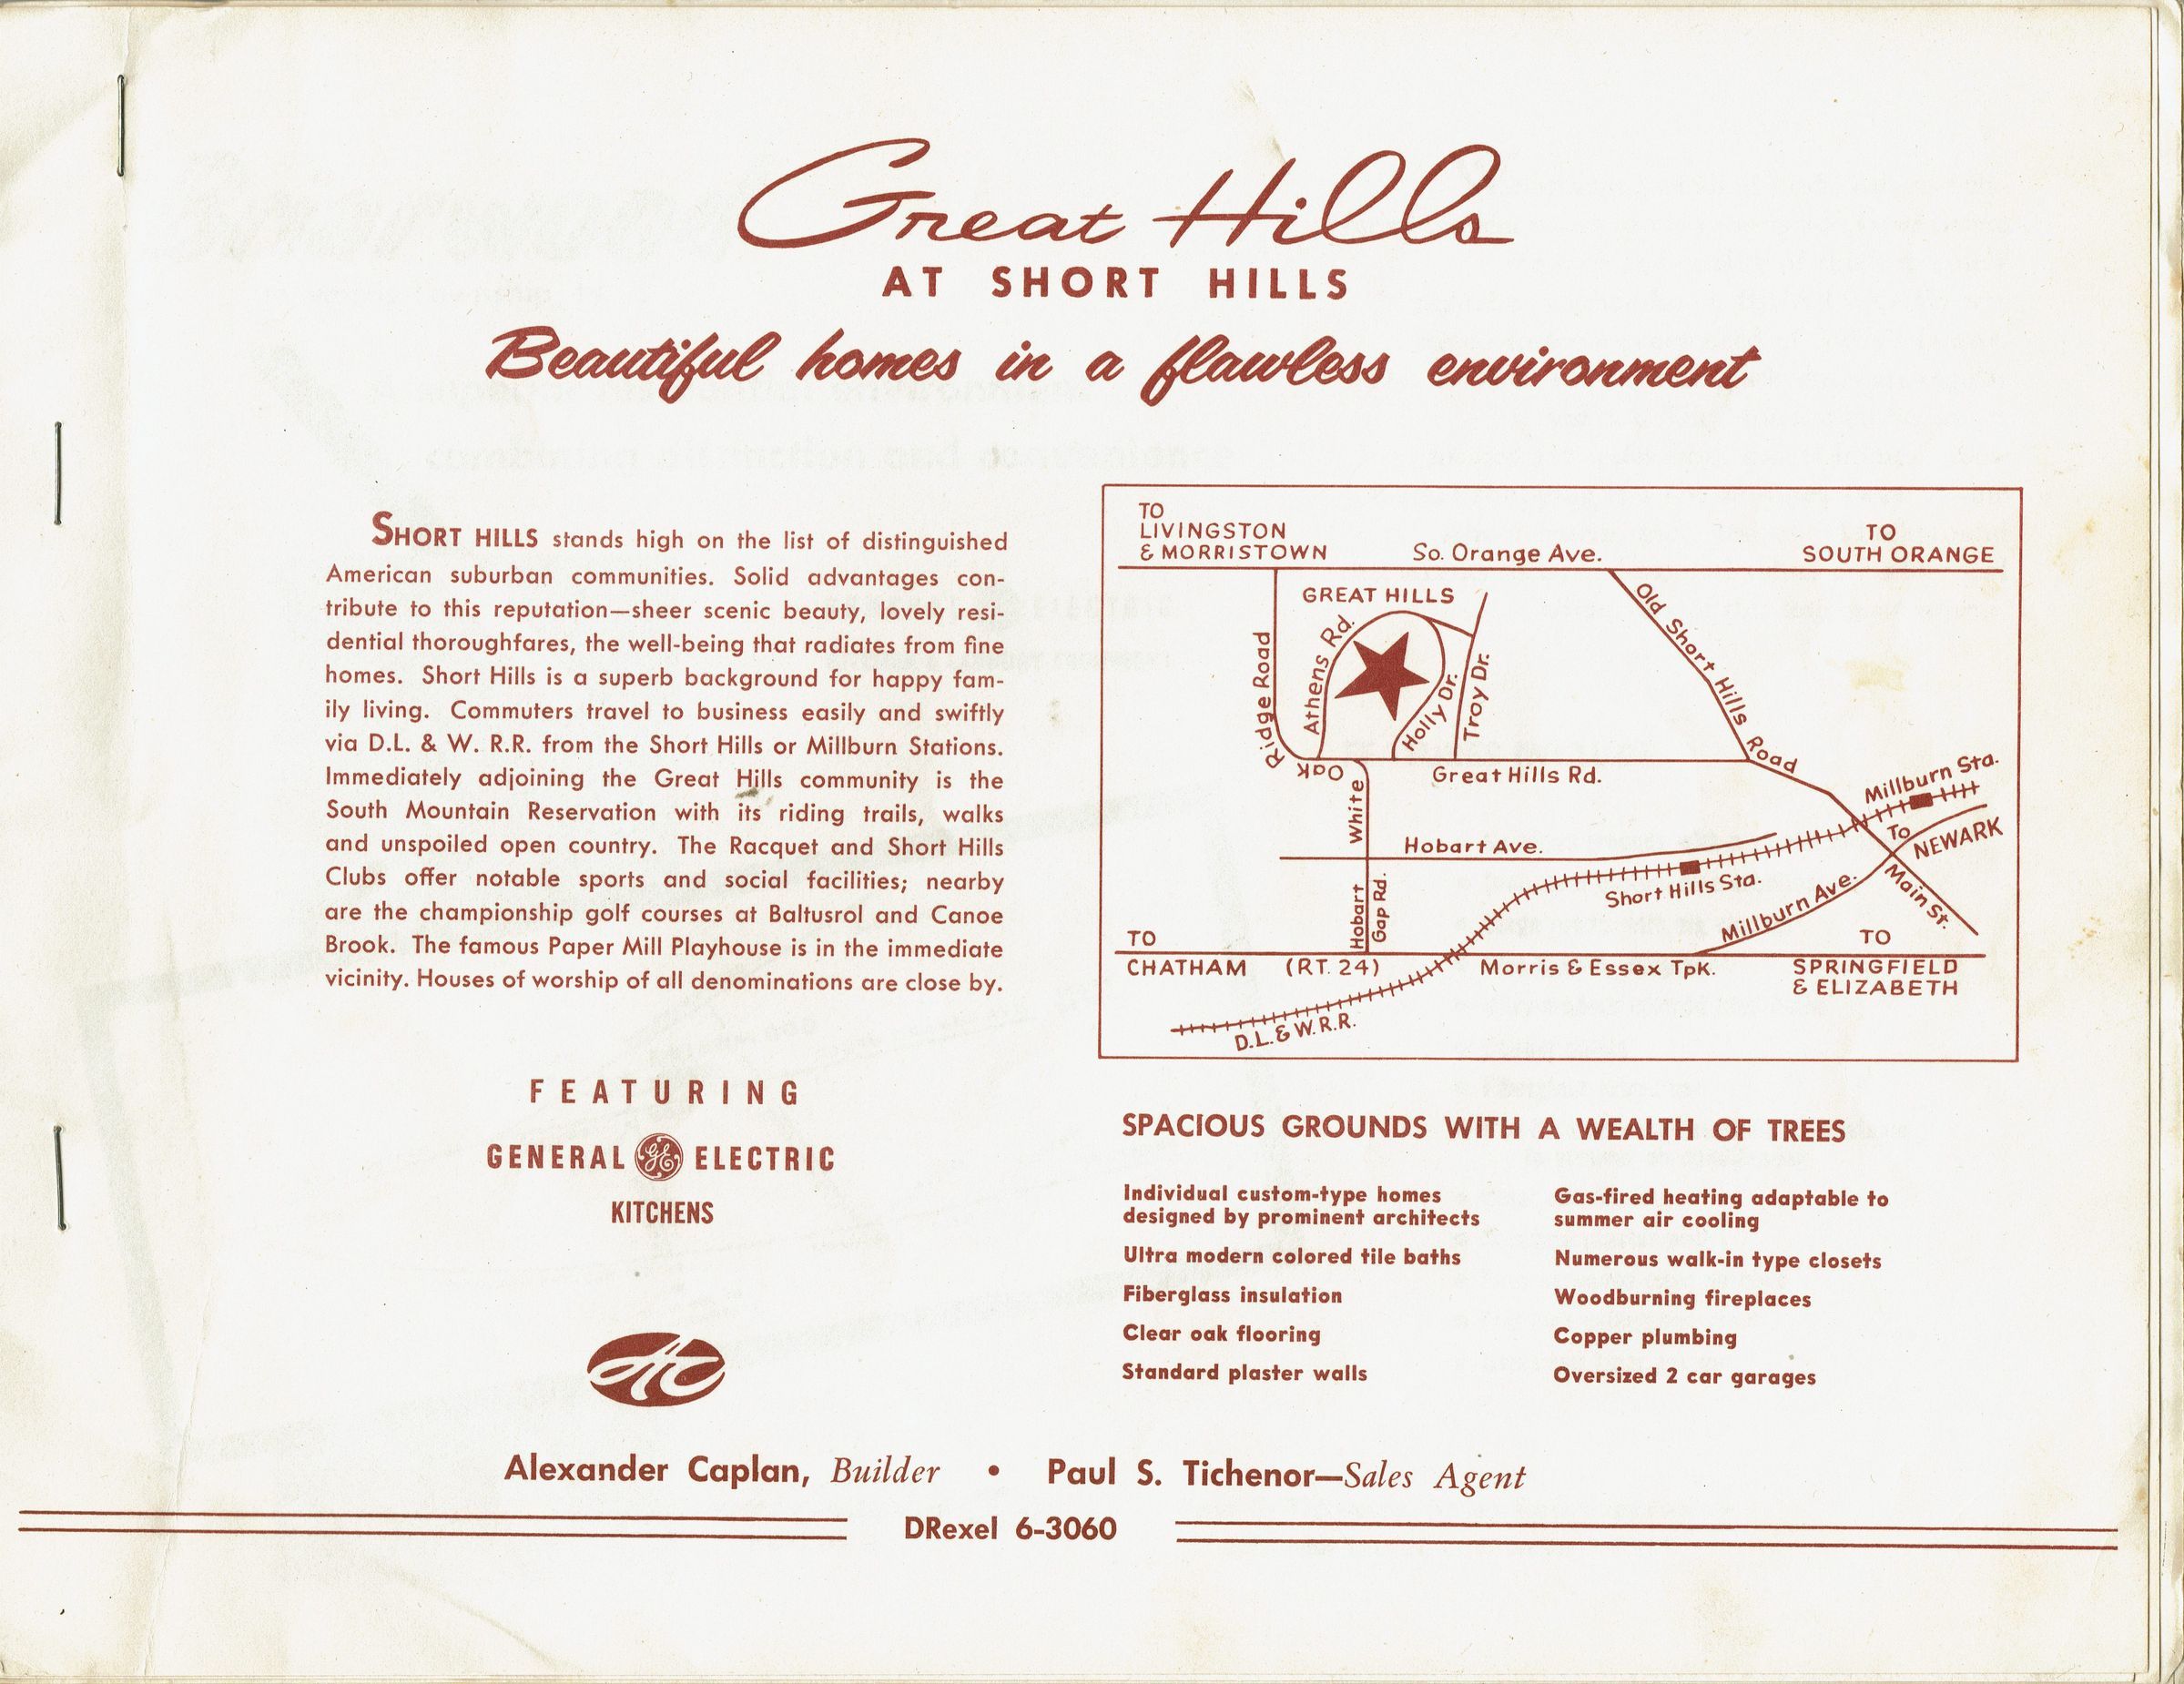 Great Hills
AT SHORT HILLS
Beautiful homes in a flawless environment
SHORT HILLS stands high on the list of distinguished
American suburban communities. Solid advantages con-
tribute to this reputation—sheer scenic beauty, lovely resi-
dential thoroughfares, the well-being that radiates from fine
homes. Short Hills is a superb background for happy fam-
ily living. Commuters travel to business easily and swiftly
via D.L. & W. R.R. from the Short Hills or Millburn Stations.
Immediately adjoining the Great Hills community is the
South Mountain Reservation with its riding trails, walks
and unspoiled open country. The Racquet and Short Hills
Clubs offer notable sports and social facilities; nearby
are the championship golf courses at Baltusrol and Canoe
Brook. The famous Paper Mill Playhouse is in the immediate
vicinity. Houses of worship of all denominations are close by.
FEATURING
GENERAL GE ELECTRIC
KITCHENS
TO
LIVINGSTON
& MORRISTOWN
So. Orange Ave.
TO
SOUTH ORANGE
GREAT HILLS
Ridge Road
Athens Rd.
Holly Dr.
Troy Dr.
Old Short Hills Road
White Oak
Great Hills Rd.
Millburn Sta.
Hobart Ave.
To
NEWARK
Short Hills Sta.
Hobart
Gap Rd.
Millburn Ave.
Main St.
TO
CHATHAM
(RT. 24)
Morris & Essex Tpk.
TO
SPRINGFIELD
& ELIZABETH
D.L. & W.R.R.
SPACIOUS GROUNDS WITH A WEALTH OF TREES
Individual custom-type homes
designed by prominent architects
Ultra modern colored tile baths
Fiberglass insulation
Clear oak flooring
Standard plaster walls
Gas-fired heating adaptable to
summer air cooling
Numerous walk-in type closets
Woodburning fireplaces
Copper plumbing
Oversized 2 car garages
AC
Alexander Caplan, Builder • Paul S. Tichenor—Sales Agent
DRexel 6-3060